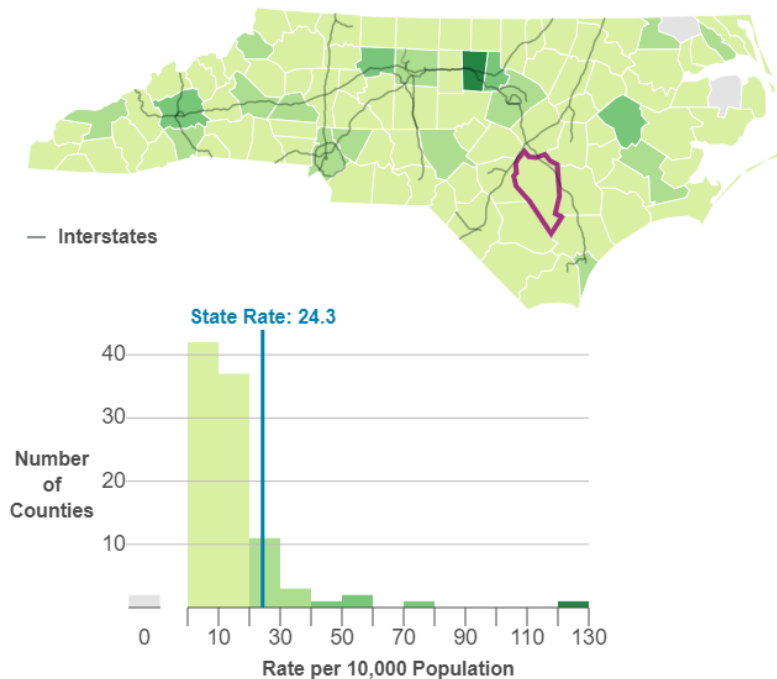 — Interstates
State Rate: 24.3
40
30
20
10
Number
of
Counties
0 10 30 50 70 90 110 130
Rate per 10,000 Population